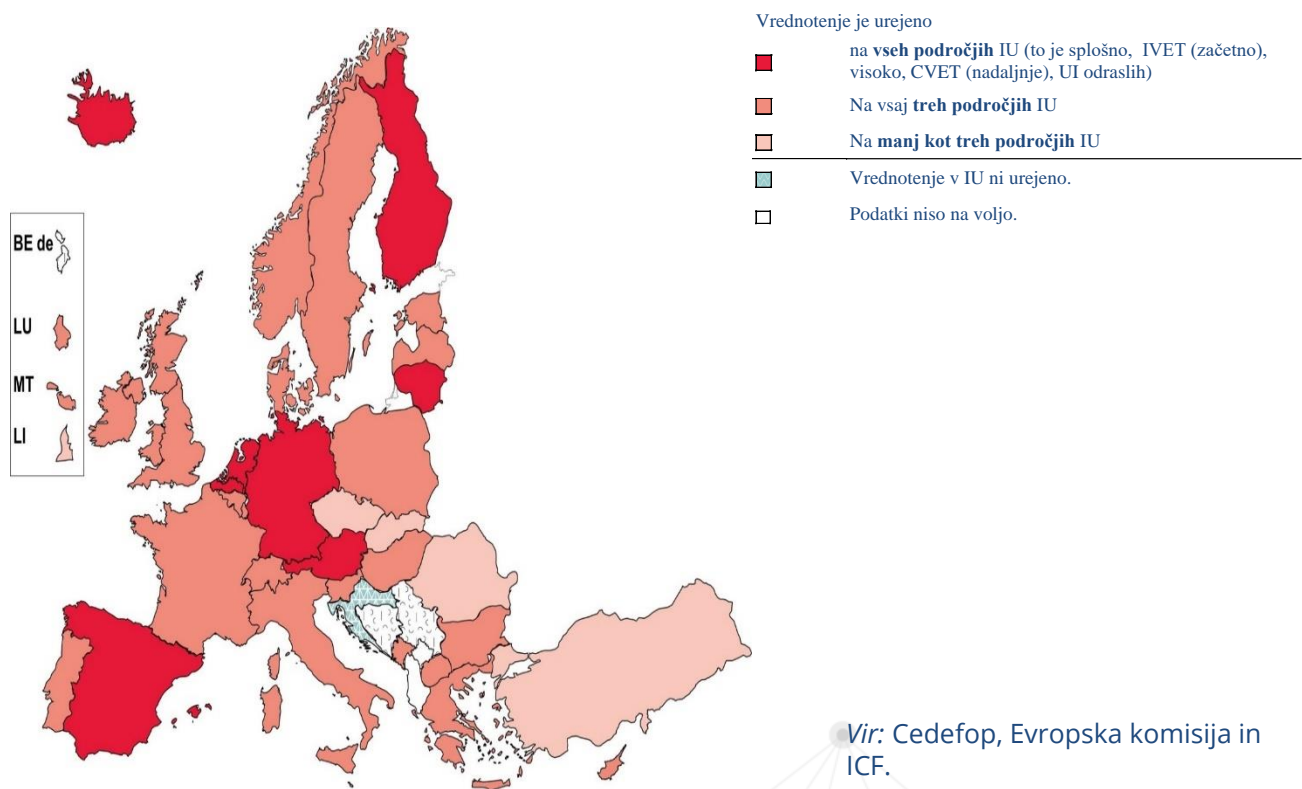 Vrednotenje je urejeno
na vseh področjih IU (to je splošno, IVET (začetno),
visoko, CVET (nadaljnje), UI odraslih)
Na vsaj treh področjih IU
Na manj kot treh področjih IU
Vrednotenje v IU ni urejeno.
Podatki niso na voljo.
BE de
LU
MT
LI
Vir: Cedefop, Evropska komisija in
ICF.